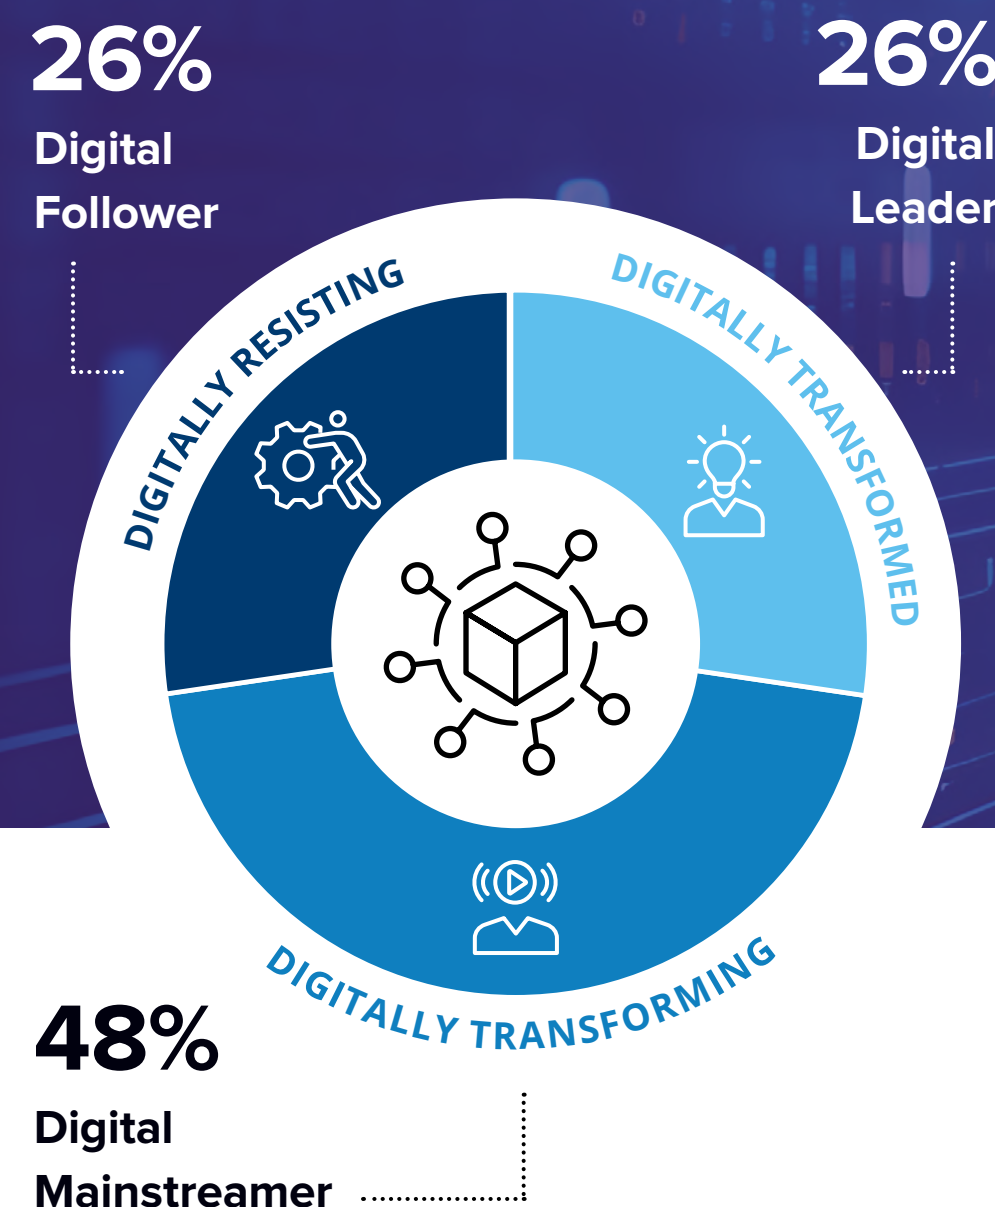 26%
Digital
Follower
26%
Digital
Leader
DIGITALLY RESISTING
DIGITALLY TRANSFORMED
DIGITALLY TRANSFORMING
48%
Digital
Mainstreamer